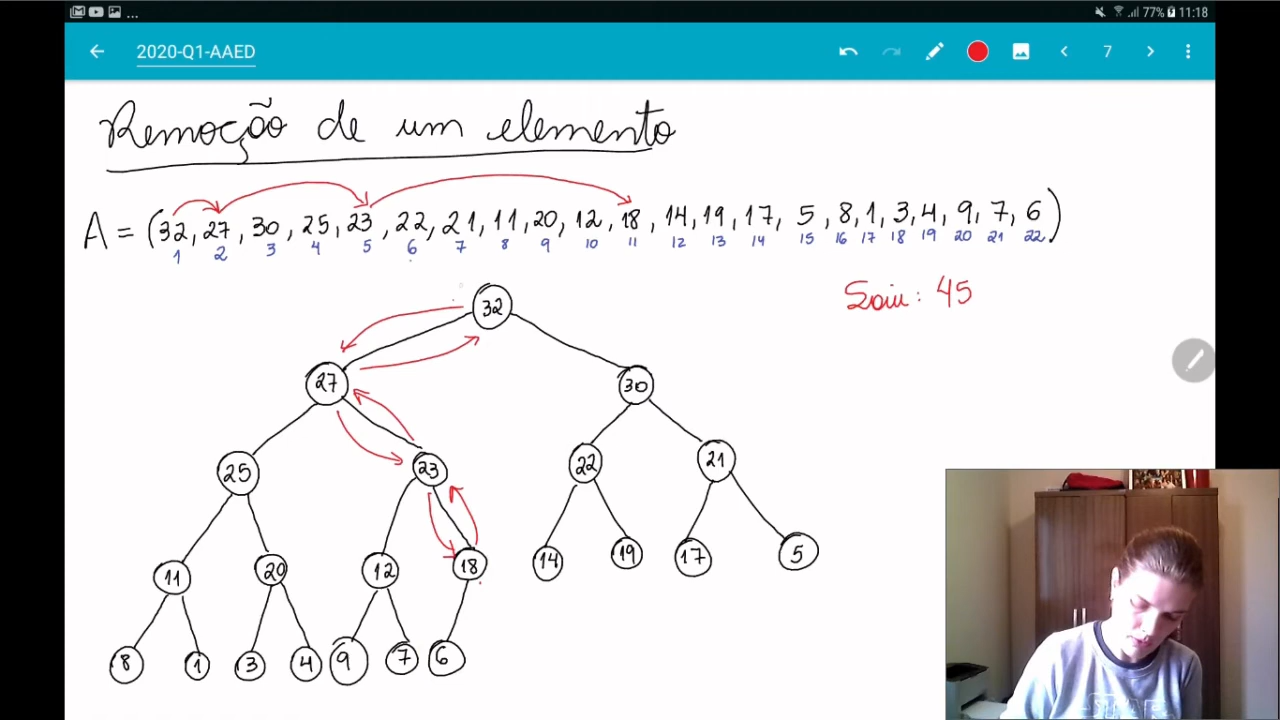 ... 77% 11:18
2020-Q1-AAED 7
Remoção de um elemento
A = (32, 27, 30, 25, 23, 22, 21, 11, 20, 12, 18, 14, 19, 17, 5, 8, 1, 3, 4, 9, 7, 6)
1 2 3 4 5 6 7 8 9 10 11 12 13 14 15 16 17 18 19 20 21 22
Saiu: 45
32
27 30
25 23 22 21
11 20 12 18 14 19 17 5
8 1 3 4 9 7 6